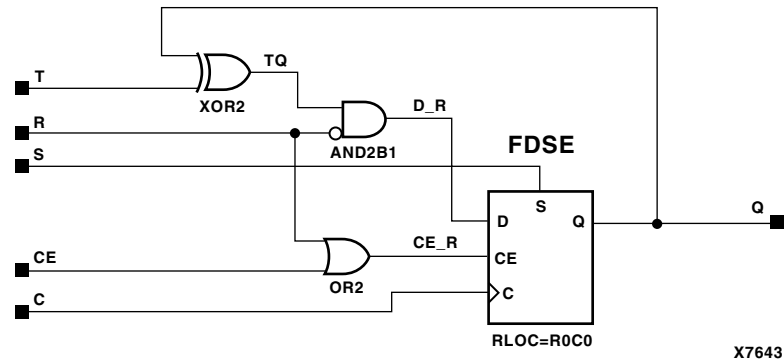 TQ
T
XOR2
R
D_R
S
AND2B1
FDSE
S
Q
D
Q
CE
CE_R
CE
OR2
C
C
RLOC=R0C0
X7643